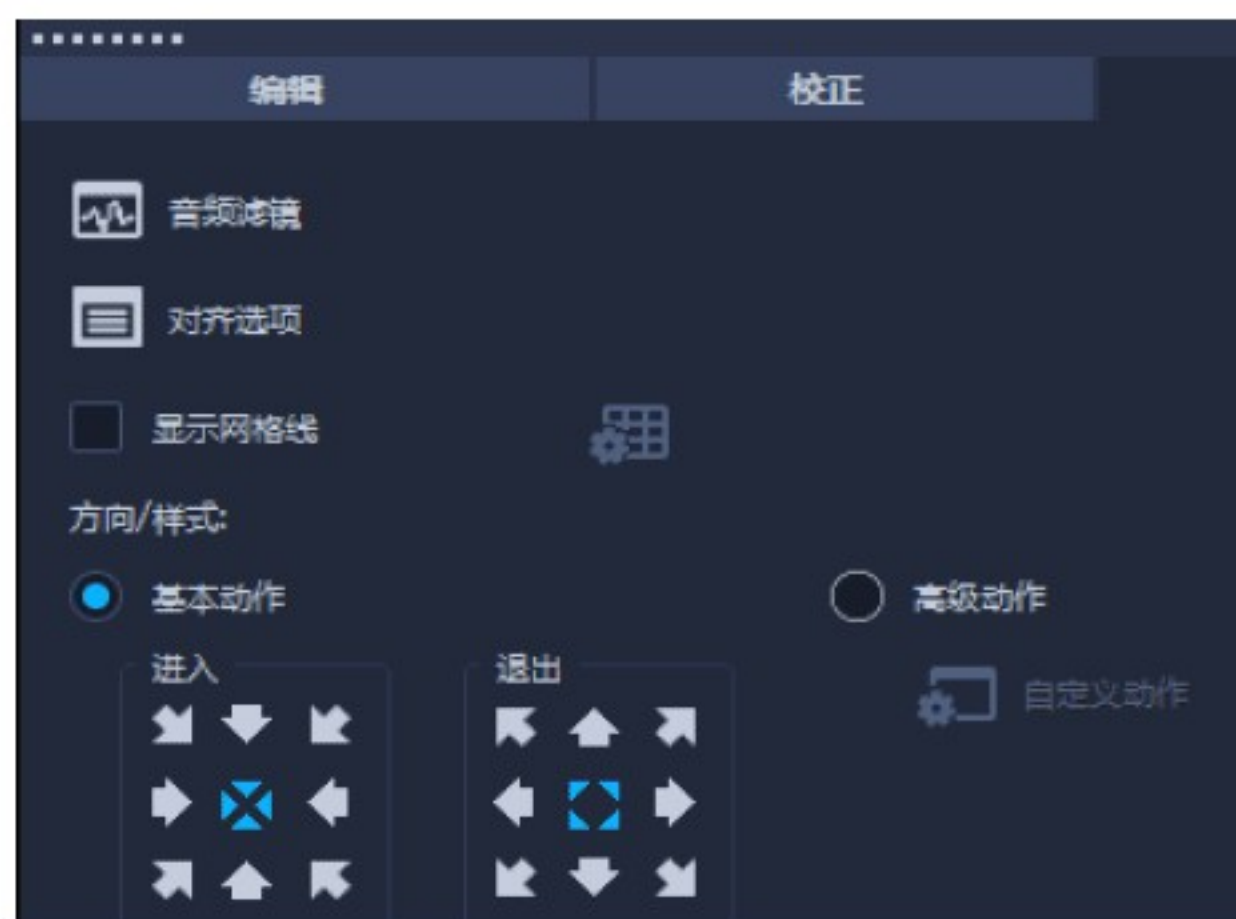 编辑 校正
音频滤镜
对齐选项
显示网格线
方向/样式:
基本动作 高级动作
进入 退出
自定义动作